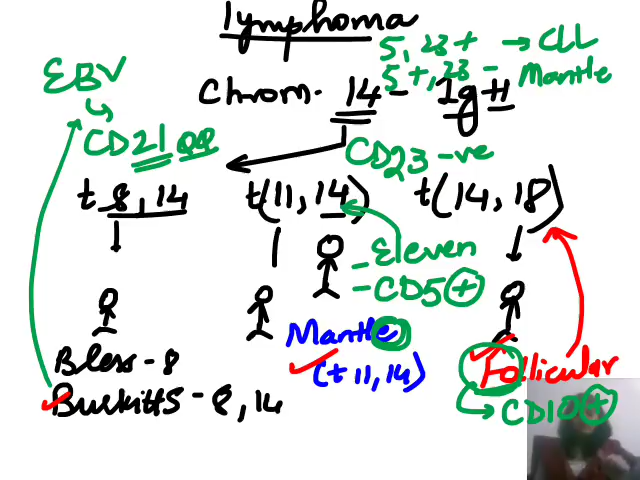 lymphoma
5, 23 + → CLL
5 +, 23 - Mantle
EBV
Chrom. 14 - Ig H
CD21
CD23 -ve
t 8, 14
t(11, 14)
t(14, 18)
- Eleven
- CD5 +
Mantle
(t 11, 14)
Bless - 8
Burkitts - 8, 14
Follicular
CD10 +